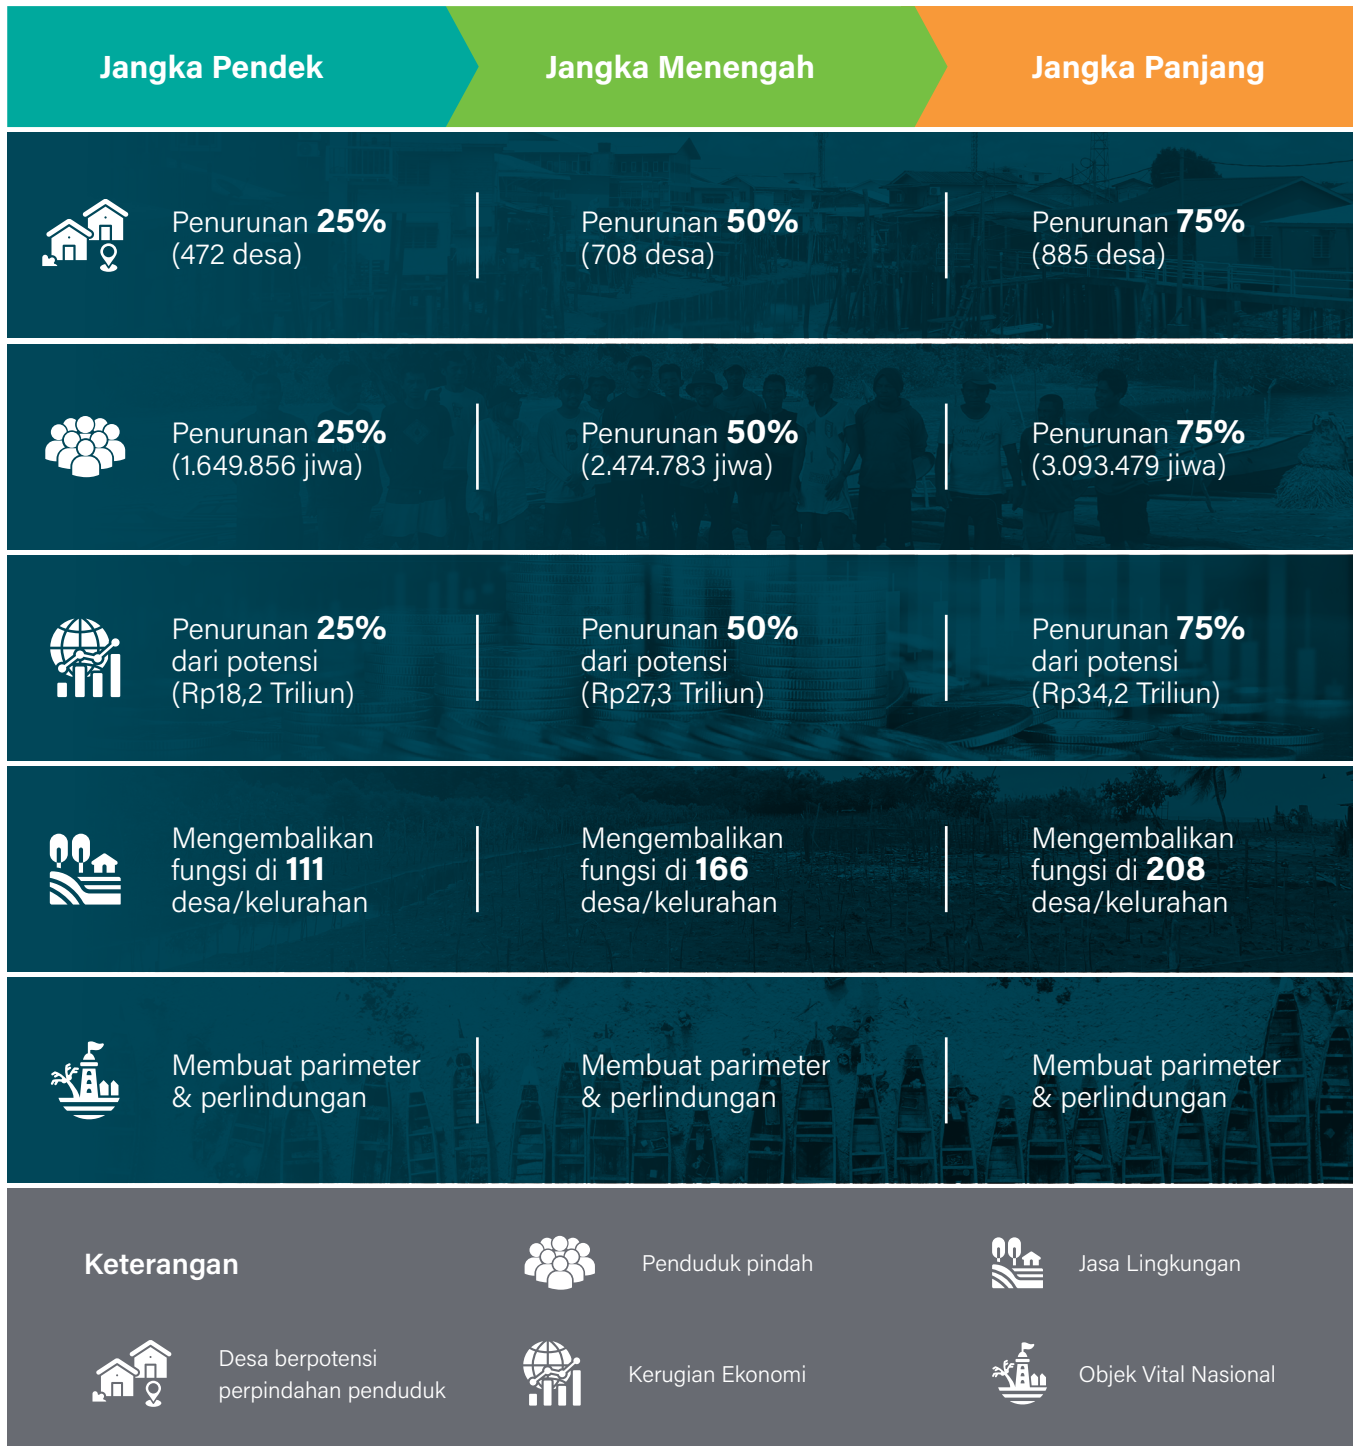 Jangka Pendek
Jangka Menengah
Jangka Panjang
Penurunan 25%
(472 desa)
Penurunan 50%
(708 desa)
Penurunan 75%
(885 desa)
Penurunan 25%
(1.649.856 jiwa)
Penurunan 50%
(2.474.783 jiwa)
Penurunan 75%
(3.093.479 jiwa)
Penurunan 25%
dari potensi
(Rp18,2 Triliun)
Penurunan 50%
dari potensi
(Rp27,3 Triliun)
Penurunan 75%
dari potensi
(Rp34,2 Triliun)
Mengembalikan
fungsi di 111
desa/kelurahan
Mengembalikan
fungsi di 166
desa/kelurahan
Mengembalikan
fungsi di 208
desa/kelurahan
Membuat parimeter
& perlindungan
Membuat parimeter
& perlindungan
Membuat parimeter
& perlindungan
Keterangan
Desa berpotensi
perpindahan penduduk
Penduduk pindah
Kerugian Ekonomi
Jasa Lingkungan
Objek Vital Nasional